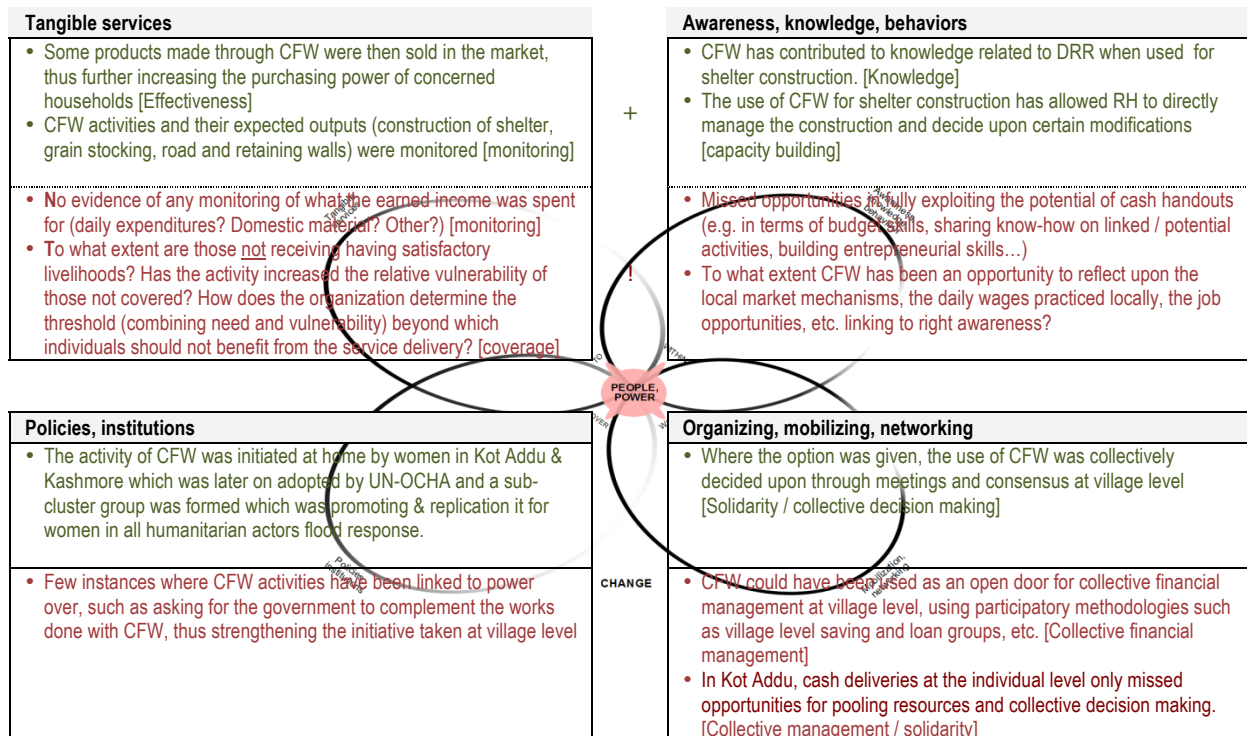 Tangible services
• Some products made through CFW were then sold in the market,
thus further increasing the purchasing power of concerned
households [Effectiveness]
• CFW activities and their expected outputs (construction of shelter,
grain stocking, road and retaining walls) were monitored [monitoring]
• No evidence of any monitoring of what the earned income was spent
for (daily expenditures? Domestic material? Other?) [monitoring]
• To what extent are those not receiving having satisfactory
livelihoods? Has the activity increased the relative vulnerability of
those not covered? How does the organization determine the
threshold (combining need and vulnerability) beyond which
individuals should not benefit from the service delivery? [coverage]
+
!
Awareness, knowledge, behaviors
• CFW has contributed to knowledge related to DRR when used for
shelter construction. [Knowledge]
• The use of CFW for shelter construction has allowed RH to directly
manage the construction and decide upon certain modifications
[capacity building]
• Missed opportunities in fully exploiting the potential of cash handouts
(e.g. in terms of budget skills, sharing know-how on linked / potential
activities, building entrepreneurial skills…)
• To what extent CFW has been an opportunity to reflect upon the
local market mechanisms, the daily wages practiced locally, the job
opportunities, etc. linking to right awareness?
Tangible
services
Awareness,
knowledge,
behaviors
TO
WITHIN
PEOPLE,
POWER
OVER
Policies, institutions
• The activity of CFW was initiated at home by women in Kot Addu &
Kashmore which was later on adopted by UN-OCHA and a sub-
cluster group was formed which was promoting & replication it for
women in all humanitarian actors flood response.
• Few instances where CFW activities have been linked to power
over, such as asking for the government to complement the works
done with CFW, thus strengthening the initiative taken at village level
Policies,
institutions
CHANGE
Organizing, mobilizing, networking
• Where the option was given, the use of CFW was collectively
decided upon through meetings and consensus at village level
[Solidarity / collective decision making]
• CFW could have been used as an open door for collective financial
management at village level, using participatory methodologies such
as village level saving and loan groups, etc. [Collective financial
management]
• In Kot Addu, cash deliveries at the individual level only missed
opportunities for pooling resources and collective decision making.
[Collective management / solidarity]
Mobilization,
networking